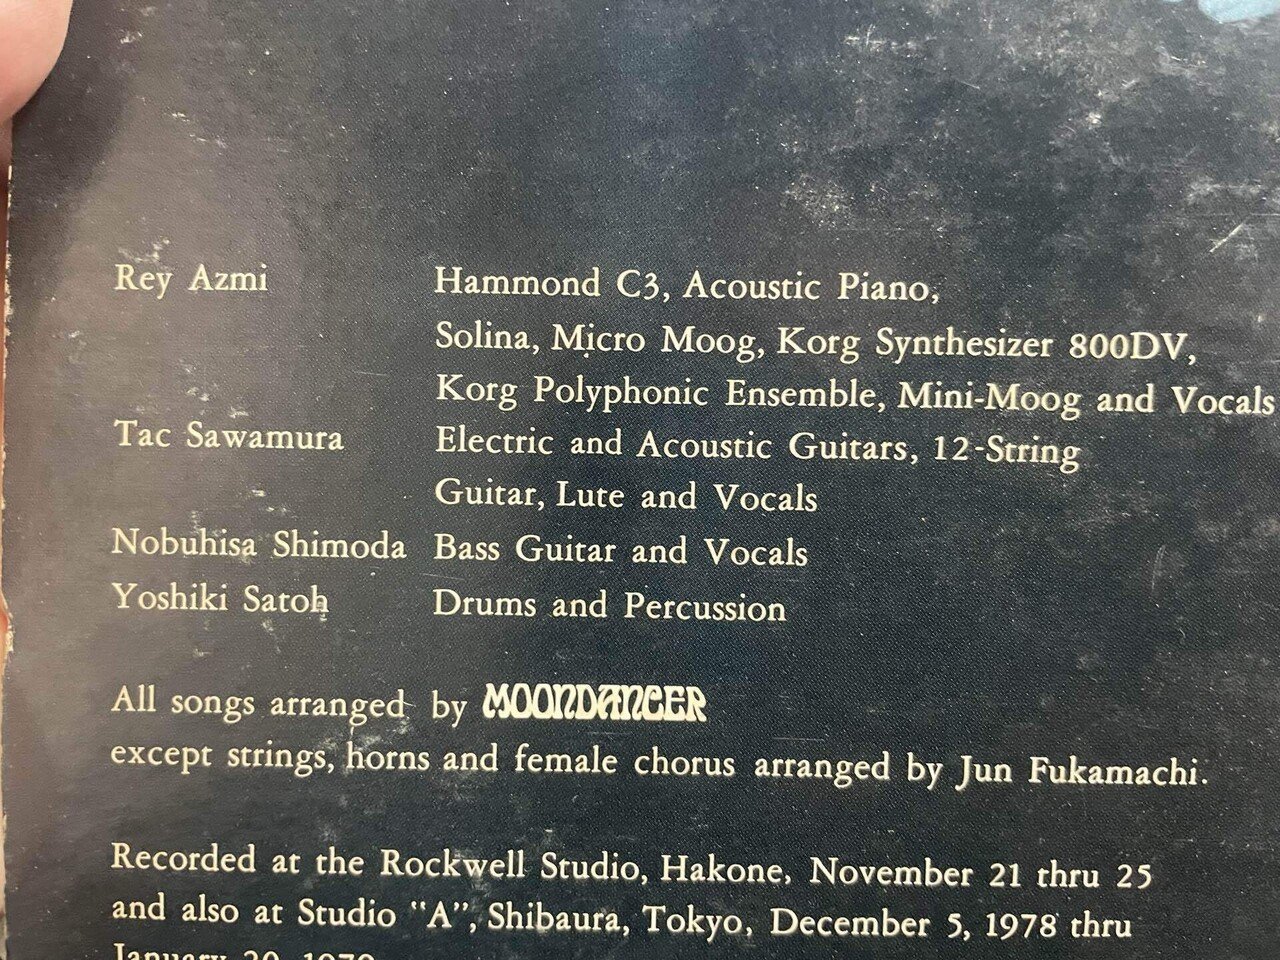 Rey Azmi Hammond C3, Acoustic Piano,
Solina, Micro Moog, Korg Synthesizer 800DV,
Korg Polyphonic Ensemble, Mini-Moog and Vocals
Tac Sawamura Electric and Acoustic Guitars, 12-String
Guitar, Lute and Vocals
Nobuhisa Shimoda Bass Guitar and Vocals
Yoshiki Satoh Drums and Percussion
All songs arranged by MOONDANCER
except strings, horns and female chorus arranged by Jun Fukamachi.
Recorded at the Rockwell Studio, Hakone, November 21 thru 25
and also at Studio "A", Shibaura, Tokyo, December 5, 1978 thru
January 20, 1979